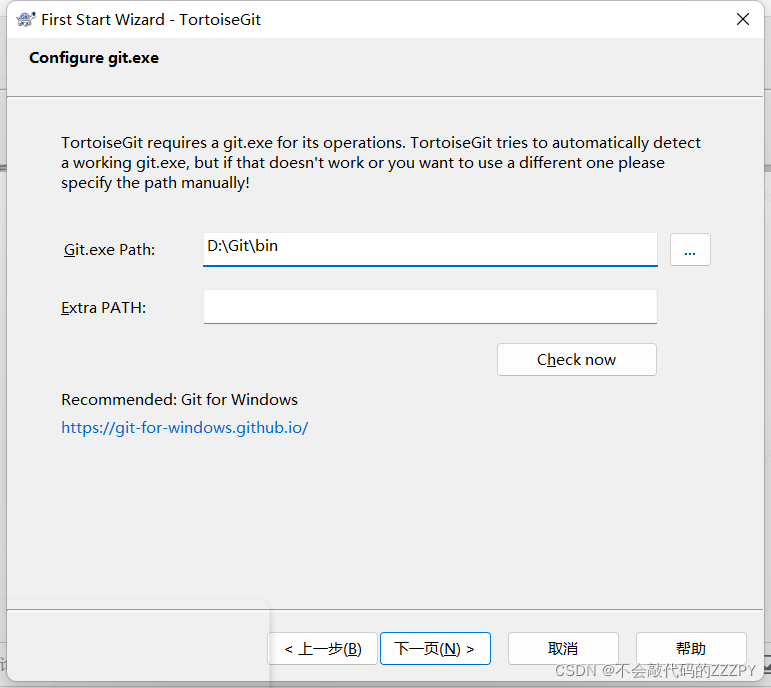 First Start Wizard - TortoiseGit
Configure git.exe
TortoiseGit requires a git.exe for its operations. TortoiseGit tries to automatically detect
a working git.exe, but if that doesn't work or you want to use a different one please
specify the path manually!
Git.exe Path:
D:\Git\bin
...
Extra PATH:
Check now
Recommended: Git for Windows
https://git-for-windows.github.io/
< 上一步(B)
下一页(N) >
取消
帮助
CSDN @不会敲代码的ZZZPY